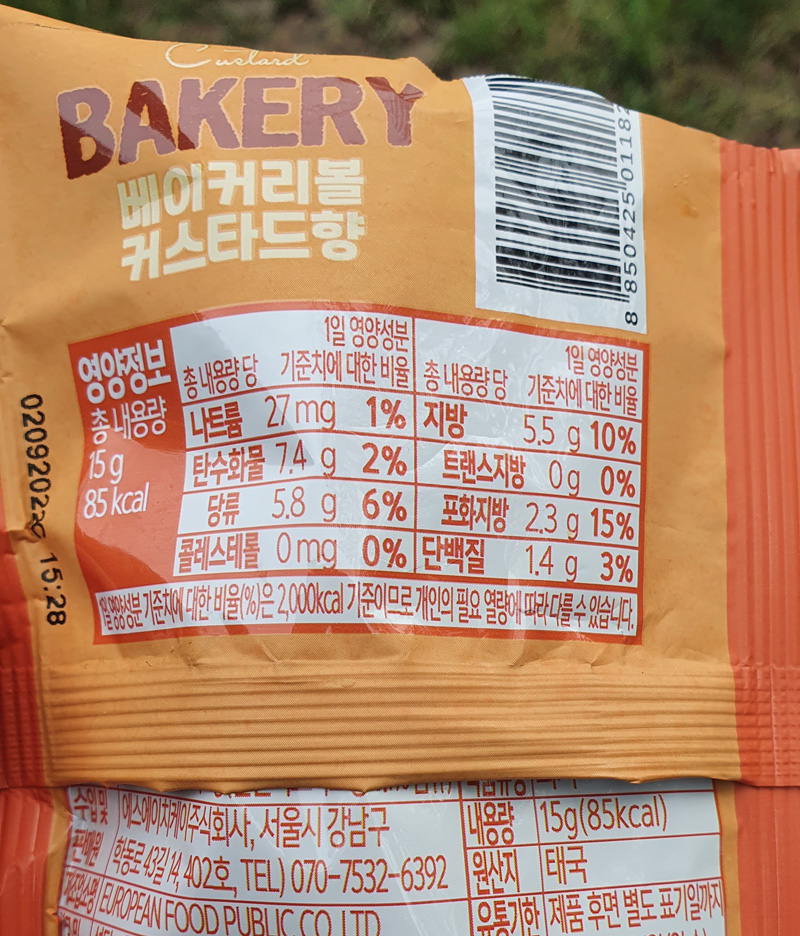 Custard
BAKERY
베이커리볼
커스타드향
8 850425 01182
영양정보
총 내용량
15 g
85 kcal
총 내용량 당 1일 영양성분 기준치에 대한 비율
나트륨 27 mg 1%
탄수화물 7.4 g 2%
당류 5.8 g 6%
콜레스테롤 0 mg 0%
총 내용량 당 1일 영양성분 기준치에 대한 비율
지방 5.5 g 10%
트랜스지방 0 g 0%
포화지방 2.3 g 15%
단백질 1.4 g 3%
1일 영양성분 기준치에 대한 비율(%)은 2,000kcal 기준이므로 개인의 필요 열량에 따라 다를 수 있습니다.
15:28
수입 및
판매원
에스에이치케이주식회사, 서울시 강남구
학동로 43길 14, 402호, TEL) 070-7532-6392
EUROPEAN FOOD PUBLIC CO.,LTD
내용량 15g(85kcal)
원산지 태국
유통기한 제품 후면 별도 표기일까지